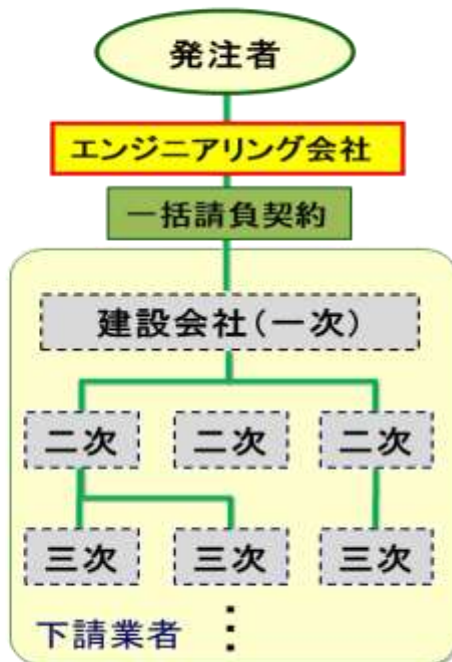 発注者
エンジニアリング会社
一括請負契約
建設会社(一次)
二次 二次 二次
三次 三次 三次
下請業者